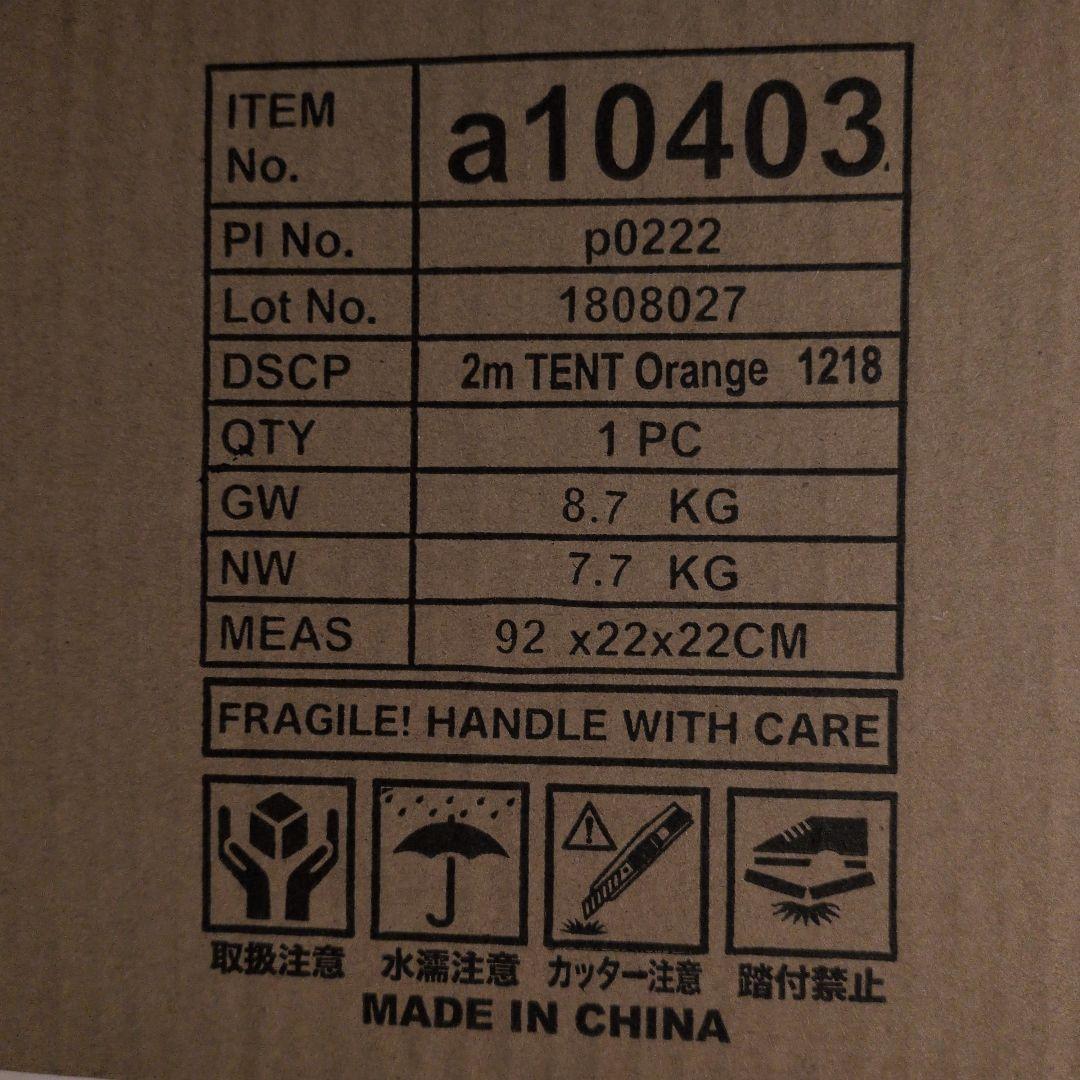 ITEM No. a10403
PI No. p0222
Lot No. 1808027
DSCP 2m TENT Orange 1218
QTY 1 PC
GW 8.7 KG
NW 7.7 KG
MEAS 92 x22x22CM
FRAGILE! HANDLE WITH CARE
取扱注意 水濡注意 カッター注意 踏付禁止
MADE IN CHINA